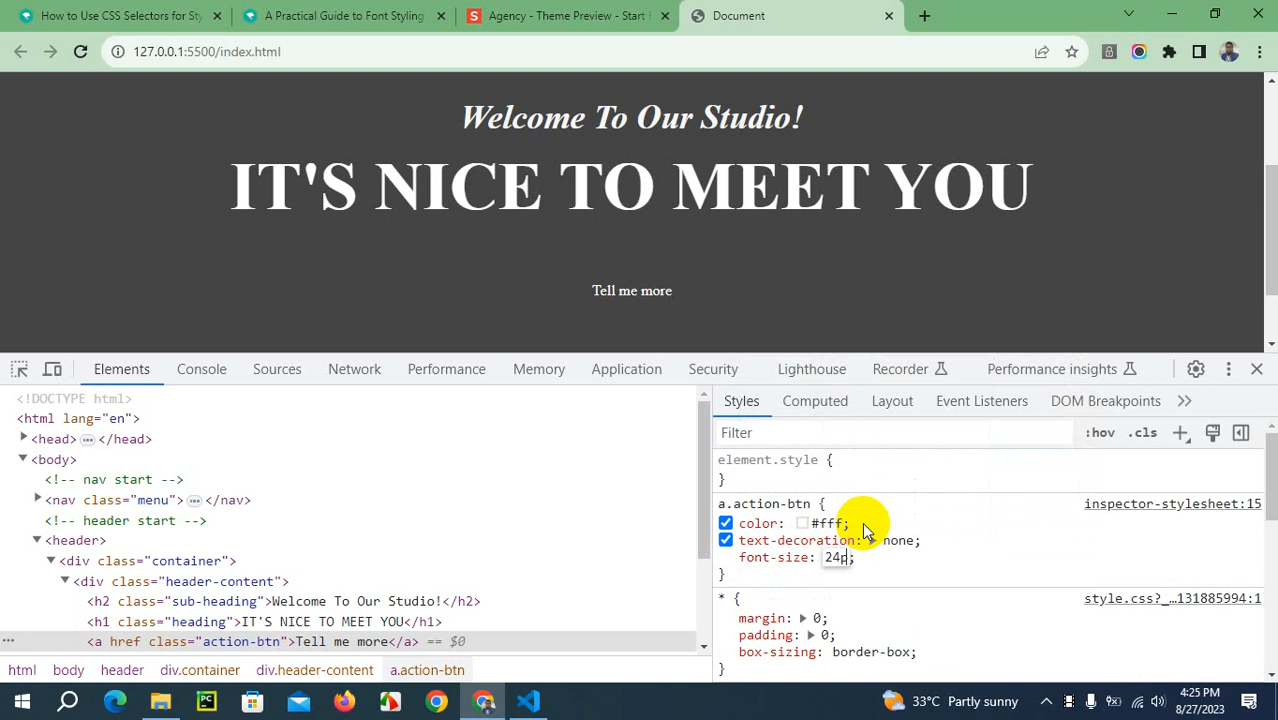 How to Use CSS Selectors for Sty
A Practical Guide to Font Styling
Agency - Theme Preview - Start
Document
127.0.0.1:5500/index.html
Welcome To Our Studio!
IT'S NICE TO MEET YOU
Tell me more
Elements
Console
Sources
Network
Performance
Memory
Application
Security
Lighthouse
Recorder
Performance insights
<!DOCTYPE html>
<html lang="en">
<head> ... </head>
<body>
<!-- nav start -->
<nav class="menu"> ... </nav>
<!-- header start -->
<header>
<div class="container">
<div class="header-content">
<h2 class="sub-heading">Welcome To Our Studio!</h2>
<h1 class="heading">IT'S NICE TO MEET YOU</h1>
... <a href class="action-btn">Tell me more</a> == $0
html
body
header
div.container
div.header-content
a.action-btn
Styles
Computed
Layout
Event Listeners
DOM Breakpoints
Filter
:hov .cls
element.style {
}
a.action-btn {
inspector-stylesheet:15
color: #fff;
text-decoration: none;
font-size: 24p;
}
* {
style.css?_…131885994:1
margin: 0;
padding: 0;
box-sizing: border-box;
}
PC
33°C Partly sunny
4:25 PM
8/27/2023